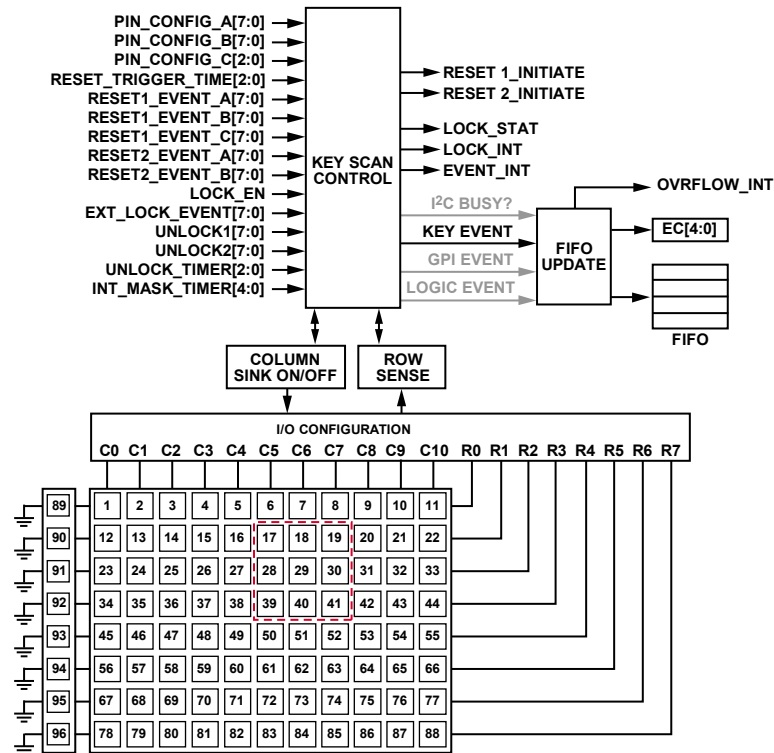 PIN_CONFIG_A[7:0]
PIN_CONFIG_B[7:0]
PIN_CONFIG_C[2:0]
RESET_TRIGGER_TIME[2:0]
RESET1_EVENT_A[7:0]
RESET1_EVENT_B[7:0]
RESET1_EVENT_C[7:0]
RESET2_EVENT_A[7:0]
RESET2_EVENT_B[7:0]
LOCK_EN
EXT_LOCK_EVENT[7:0]
UNLOCK1[7:0]
UNLOCK2[7:0]
UNLOCK_TIMER[2:0]
INT_MASK_TIMER[4:0]
KEY SCAN
CONTROL
RESET 1_INITIATE
RESET 2_INITIATE
LOCK_STAT
LOCK_INT
EVENT_INT
I2C BUSY?
KEY EVENT
GPI EVENT
LOGIC EVENT
FIFO
UPDATE
OVRFLOW_INT
EC[4:0]
FIFO
COLUMN
SINK ON/OFF
ROW
SENSE
I/O CONFIGURATION
C0 C1 C2 C3 C4 C5 C6 C7 C8 C9 C10 R0 R1 R2 R3 R4 R5 R6 R7
89 1 2 3 4 5 6 7 8 9 10 11
90 12 13 14 15 16 17 18 19 20 21 22
91 23 24 25 26 27 28 29 30 31 32 33
92 34 35 36 37 38 39 40 41 42 43 44
93 45 46 47 48 49 50 51 52 53 54 55
94 56 57 58 59 60 61 62 63 64 65 66
95 67 68 69 70 71 72 73 74 75 76 77
96 78 79 80 81 82 83 84 85 86 87 88